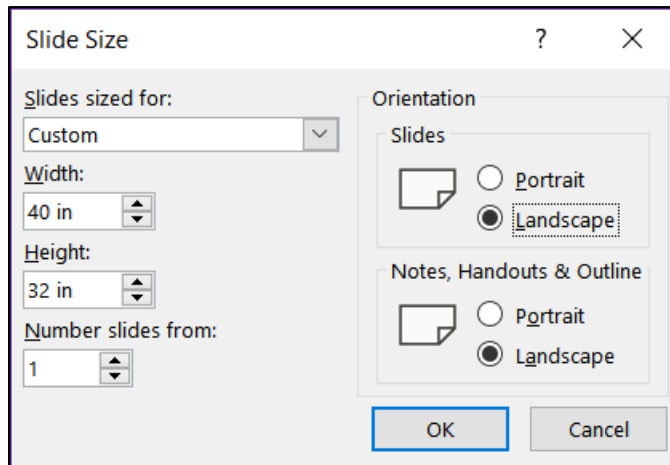 Slide Size
Slides sized for:
Custom
Width:
40 in
Height:
32 in
Number slides from:
1
Orientation
Slides
Portrait
Landscape
Notes, Handouts & Outline
Portrait
Landscape
OK Cancel